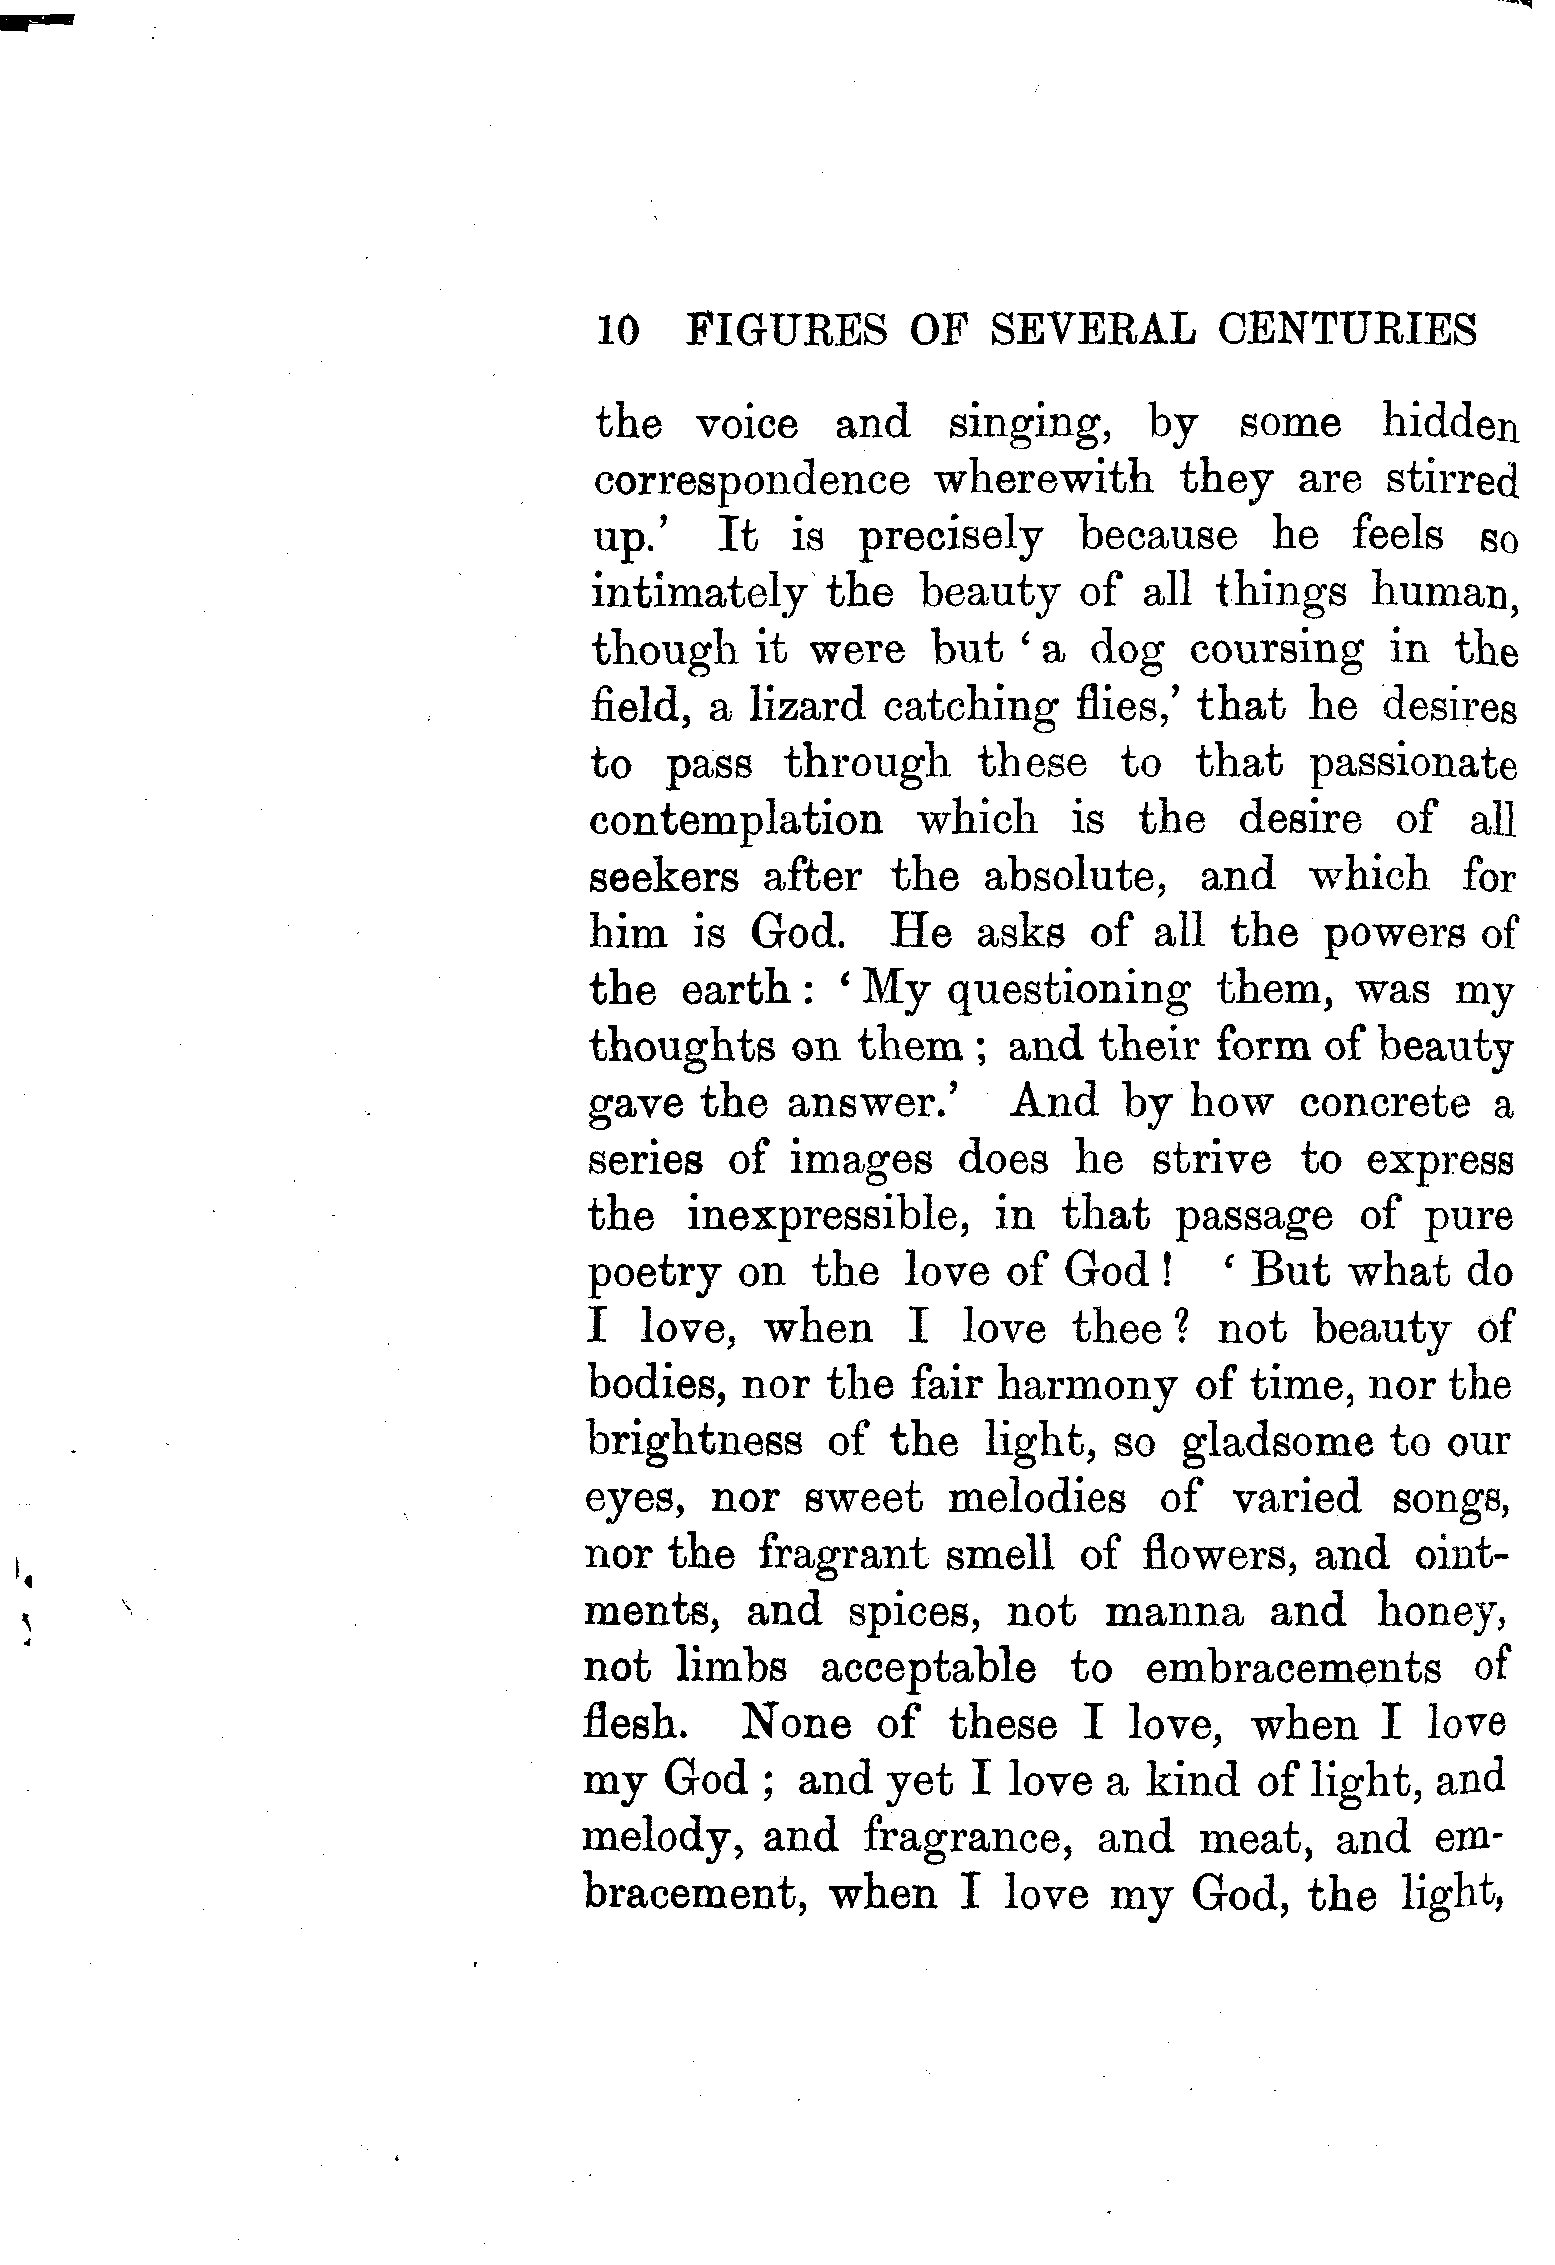 10 FIGURES OF SEVERAL CENTURIES
the voice and singing, by some hidden
correspondence wherewith they are stirred
up.’ It is precisely because he feels so
intimately the beauty of all things human,
though it were but ‘a dog coursing in the
field, a lizard catching flies,’ that he desires
to pass through these to that passionate
contemplation which is the desire of all
seekers after the absolute, and which for
him is God. He asks of all the powers of
the earth: ‘My questioning them, was my
thoughts on them; and their form of beauty
gave the answer.’ And by how concrete a
series of images does he strive to express
the inexpressible, in that passage of pure
poetry on the love of God! ‘But what do
I love, when I love thee? not beauty of
bodies, nor the fair harmony of time, nor the
brightness of the light, so gladsome to our
eyes, nor sweet melodies of varied songs,
nor the fragrant smell of flowers, and oint-
ments, and spices, not manna and honey,
not limbs acceptable to embracements of
flesh. None of these I love, when I love
my God; and yet I love a kind of light, and
melody, and fragrance, and meat, and em-
bracement, when I love my God, the light,